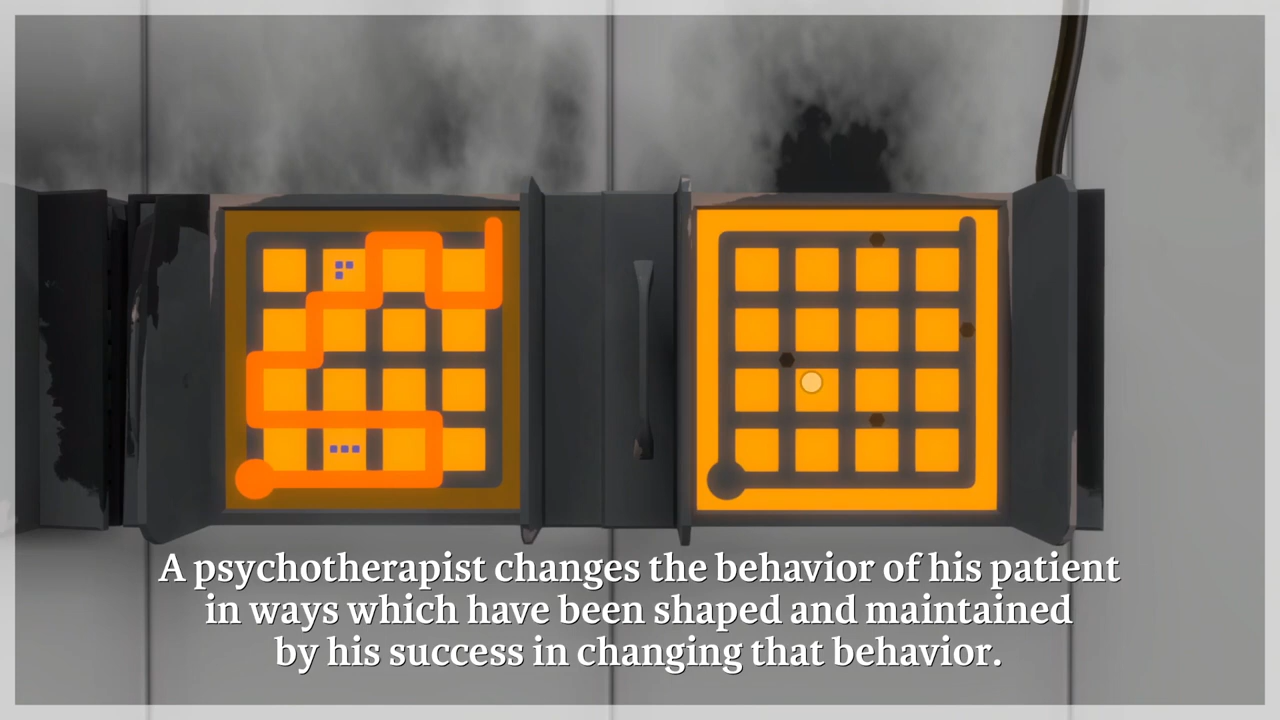 A psychotherapist changes the behavior of his patient
in ways which have been shaped and maintained
by his success in changing that behavior.